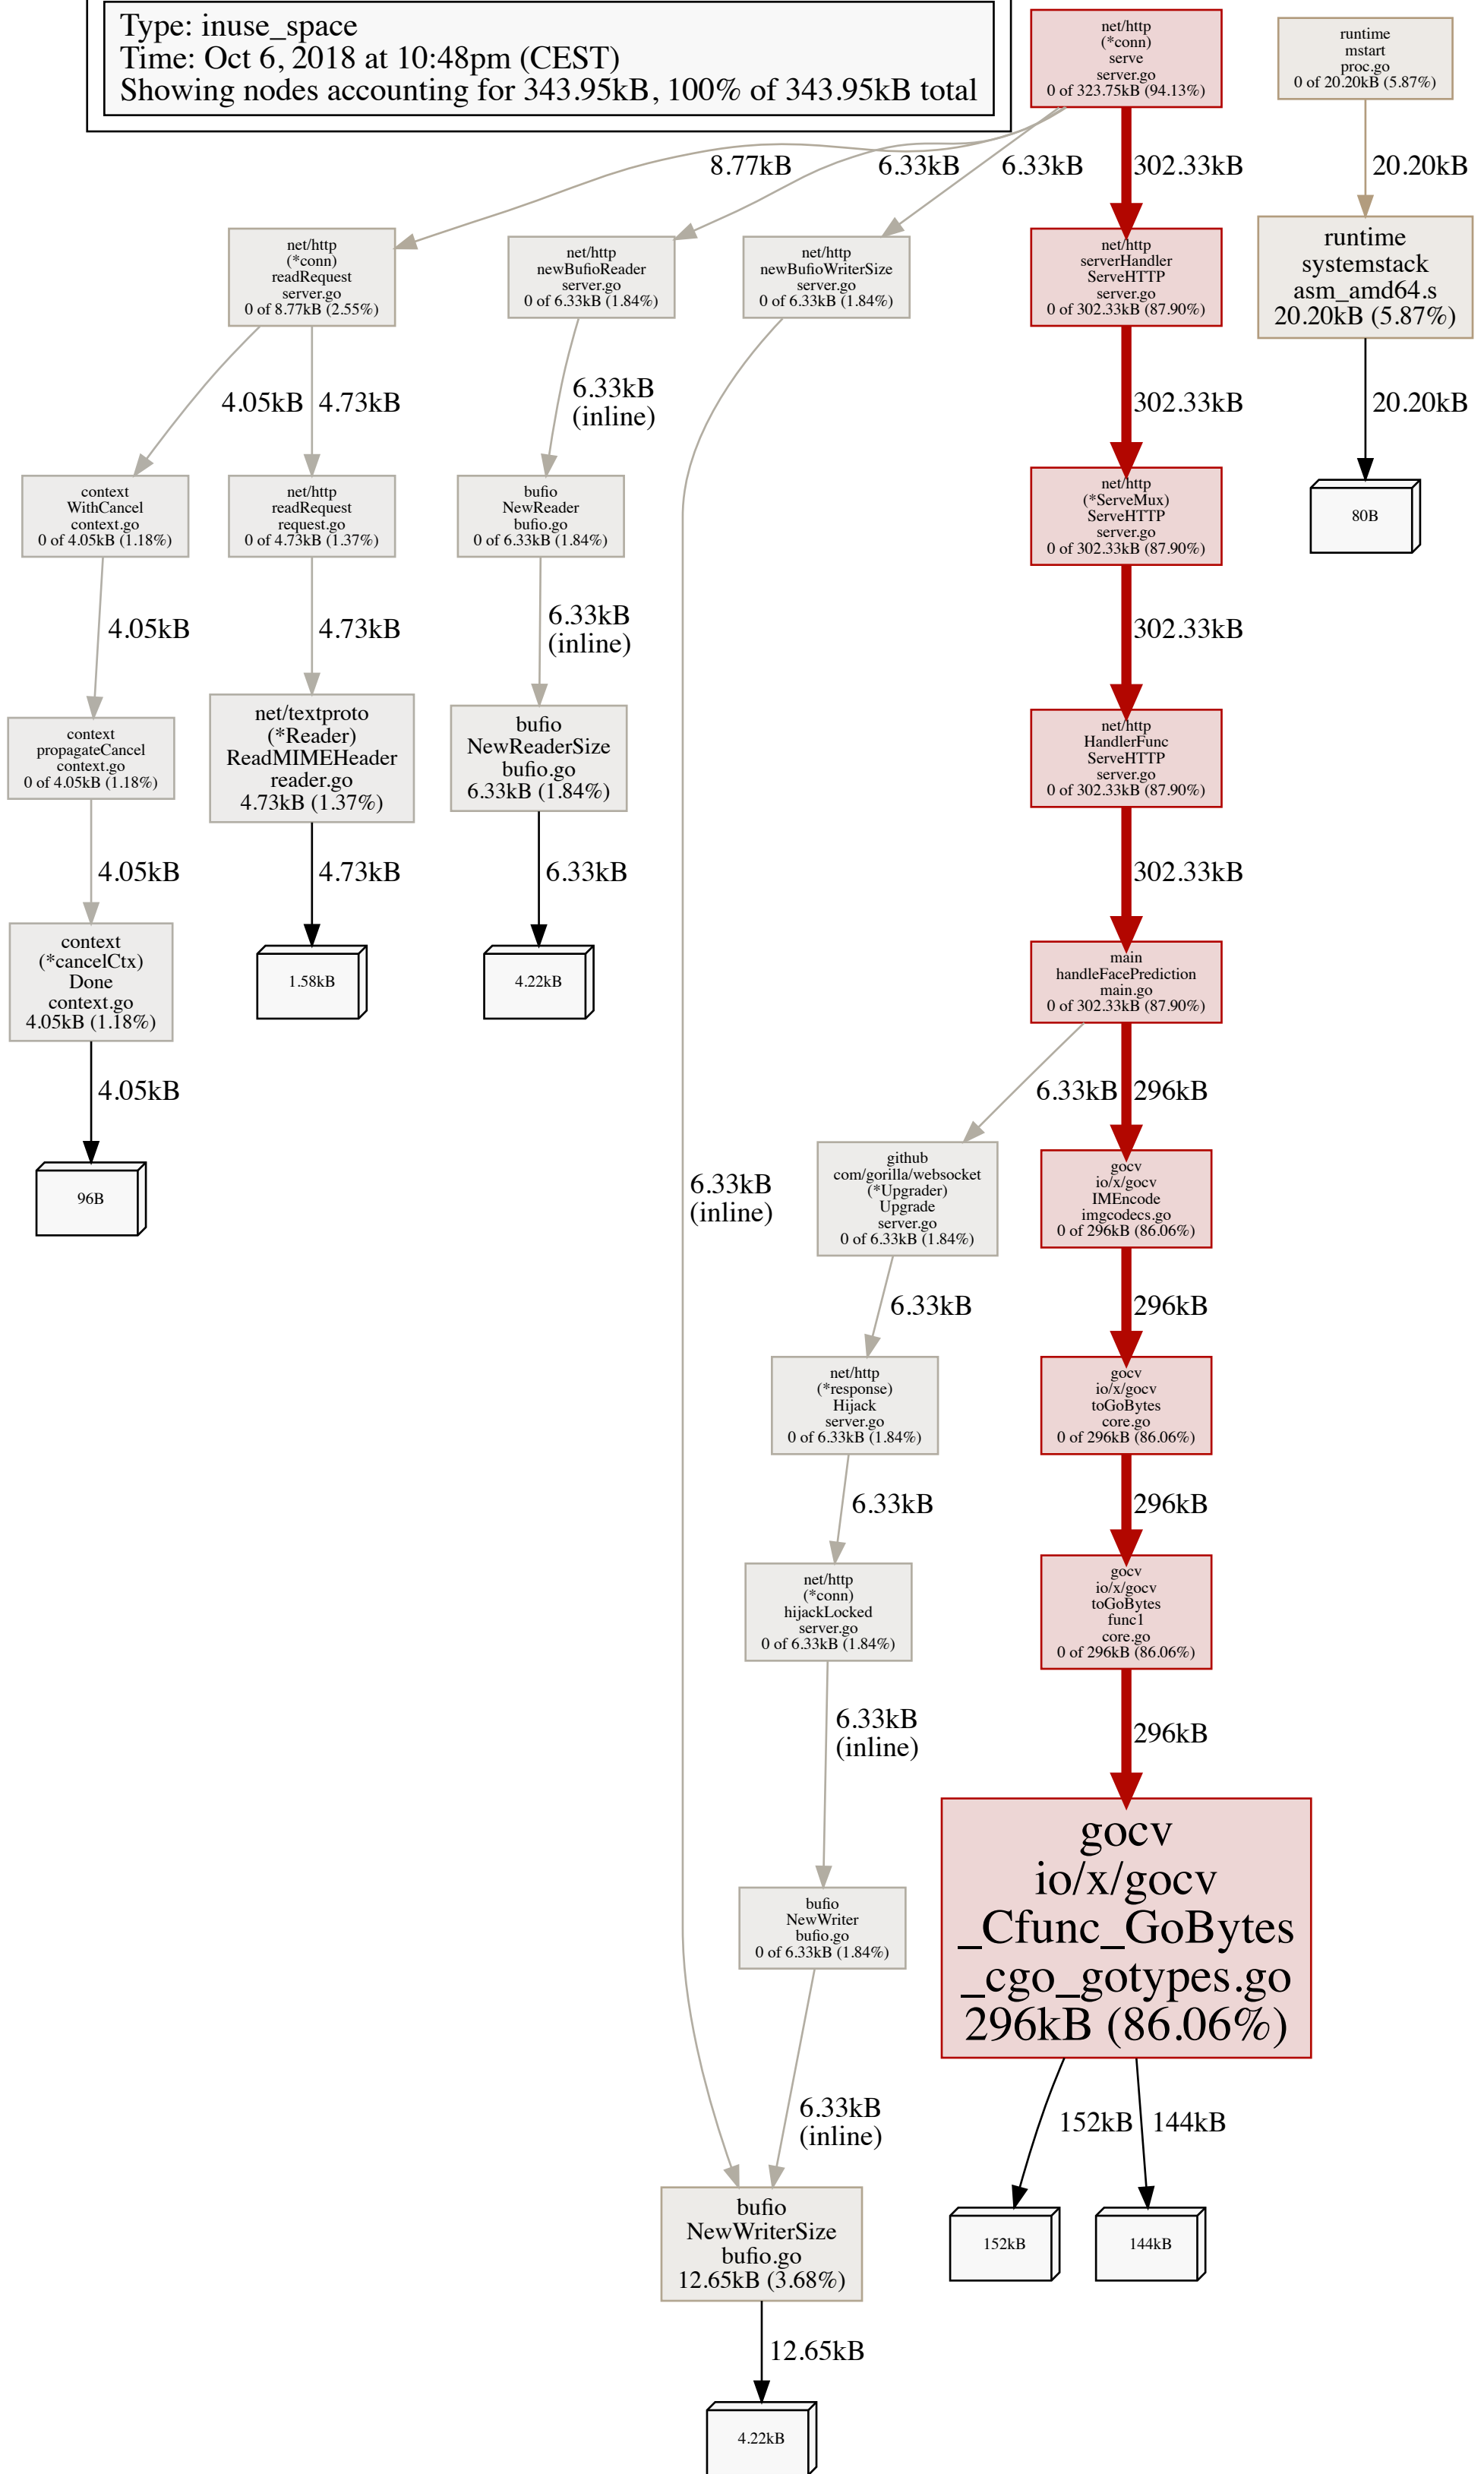 Type: inuse_space
Time: Oct 6, 2018 at 10:48pm (CEST)
Showing nodes accounting for 343.95kB, 100% of 343.95kB total
net/http
(*conn)
serve
server.go
0 of 323.75kB (94.13%)
runtime
mstart
proc.go
0 of 20.20kB (5.87%)
8.77kB
6.33kB
6.33kB
302.33kB
20.20kB
net/http
(*conn)
readRequest
server.go
0 of 8.77kB (2.55%)
net/http
newBufioReader
server.go
0 of 6.33kB (1.84%)
net/http
newBufioWriterSize
server.go
0 of 6.33kB (1.84%)
net/http
serverHandler
ServeHTTP
server.go
0 of 302.33kB (87.90%)
runtime
systemstack
asm_amd64.s
20.20kB (5.87%)
4.05kB
4.73kB
6.33kB
(inline)
302.33kB
20.20kB
context
WithCancel
context.go
0 of 4.05kB (1.18%)
net/http
readRequest
request.go
0 of 4.73kB (1.37%)
bufio
NewReader
bufio.go
0 of 6.33kB (1.84%)
net/http
(*ServeMux)
ServeHTTP
server.go
0 of 302.33kB (87.90%)
80B
4.05kB
4.73kB
6.33kB
(inline)
302.33kB
context
propagateCancel
context.go
0 of 4.05kB (1.18%)
net/textproto
(*Reader)
ReadMIMEHeader
reader.go
4.73kB (1.37%)
bufio
NewReaderSize
bufio.go
6.33kB (1.84%)
net/http
HandlerFunc
ServeHTTP
server.go
0 of 302.33kB (87.90%)
4.05kB
4.73kB
6.33kB
302.33kB
context
(*cancelCtx)
Done
context.go
4.05kB (1.18%)
1.58kB
4.22kB
main
handleFacePrediction
main.go
0 of 302.33kB (87.90%)
4.05kB
6.33kB
296kB
96B
6.33kB
(inline)
github
com/gorilla/websocket
(*Upgrader)
Upgrade
server.go
0 of 6.33kB (1.84%)
gocv
io/x/gocv
IMEncode
imgcodecs.go
0 of 296kB (86.06%)
6.33kB
296kB
net/http
(*response)
Hijack
server.go
0 of 6.33kB (1.84%)
gocv
io/x/gocv
toGoBytes
core.go
0 of 296kB (86.06%)
6.33kB
296kB
net/http
(*conn)
hijackLocked
server.go
0 of 6.33kB (1.84%)
gocv
io/x/gocv
toGoBytes
func1
core.go
0 of 296kB (86.06%)
6.33kB
(inline)
296kB
bufio
NewWriter
bufio.go
0 of 6.33kB (1.84%)
gocv
io/x/gocv
_Cfunc_GoBytes
_cgo_gotypes.go
296kB (86.06%)
6.33kB
(inline)
152kB
144kB
bufio
NewWriterSize
bufio.go
12.65kB (3.68%)
152kB
144kB
12.65kB
4.22kB